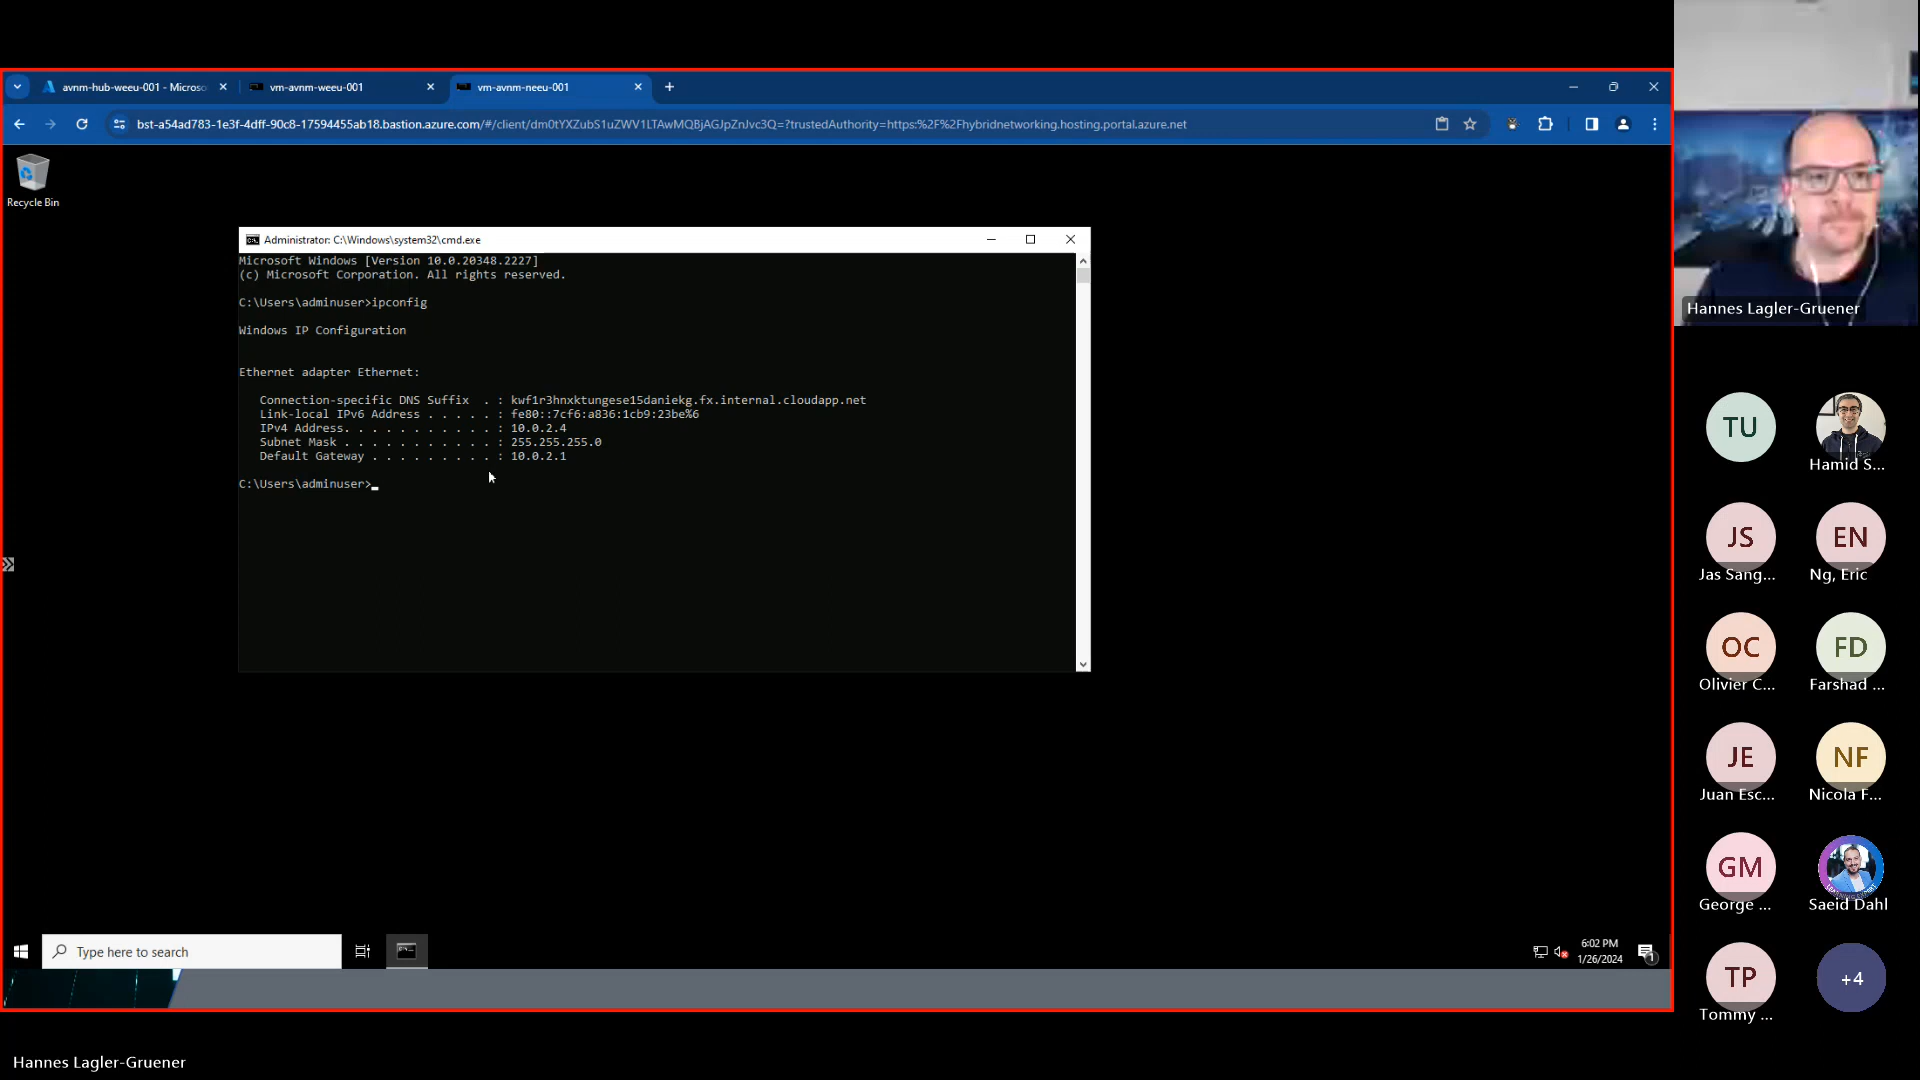 avnm-hub-weeu-001 - Microso
vm-avnm-weeu-001
vm-avnm-neeu-001
bst-a54ad783-1e3f-4dff-90c8-17594455ab18.bastion.azure.com/#/client/dm0tYXZubS1uZWV1LTAwMQBjAGJpZnJvc3Q=?trustedAuthority=https:%2F%2Fhybridnetworking.hosting.portal.azure.net
Recycle Bin
Administrator: C:\Windows\system32\cmd.exe
Microsoft Windows [Version 10.0.20348.2227]
(c) Microsoft Corporation. All rights reserved.
C:\Users\adminuser>ipconfig
Windows IP Configuration
Ethernet adapter Ethernet:
Connection-specific DNS Suffix . : kwf1r3hnxktungese15daniekg.fx.internal.cloudapp.net
Link-local IPv6 Address . . . . . : fe80::7cf6:a836:1cb9:23be%6
IPv4 Address. . . . . . . . . . . : 10.0.2.4
Subnet Mask . . . . . . . . . . . : 255.255.255.0
Default Gateway . . . . . . . . . : 10.0.2.1
C:\Users\adminuser>
Type here to search
6:02 PM
1/26/2024
1
Hannes Lagler-Gruener
TU
Hamid S...
JS
Jas Sang...
EN
Ng, Eric
OC
Olivier C...
FD
Farshad ...
JE
Juan Esc...
NF
Nicola F...
GM
George ...
Saeid Dahl
TP
Tommy ...
+4
Hannes Lagler-Gruener